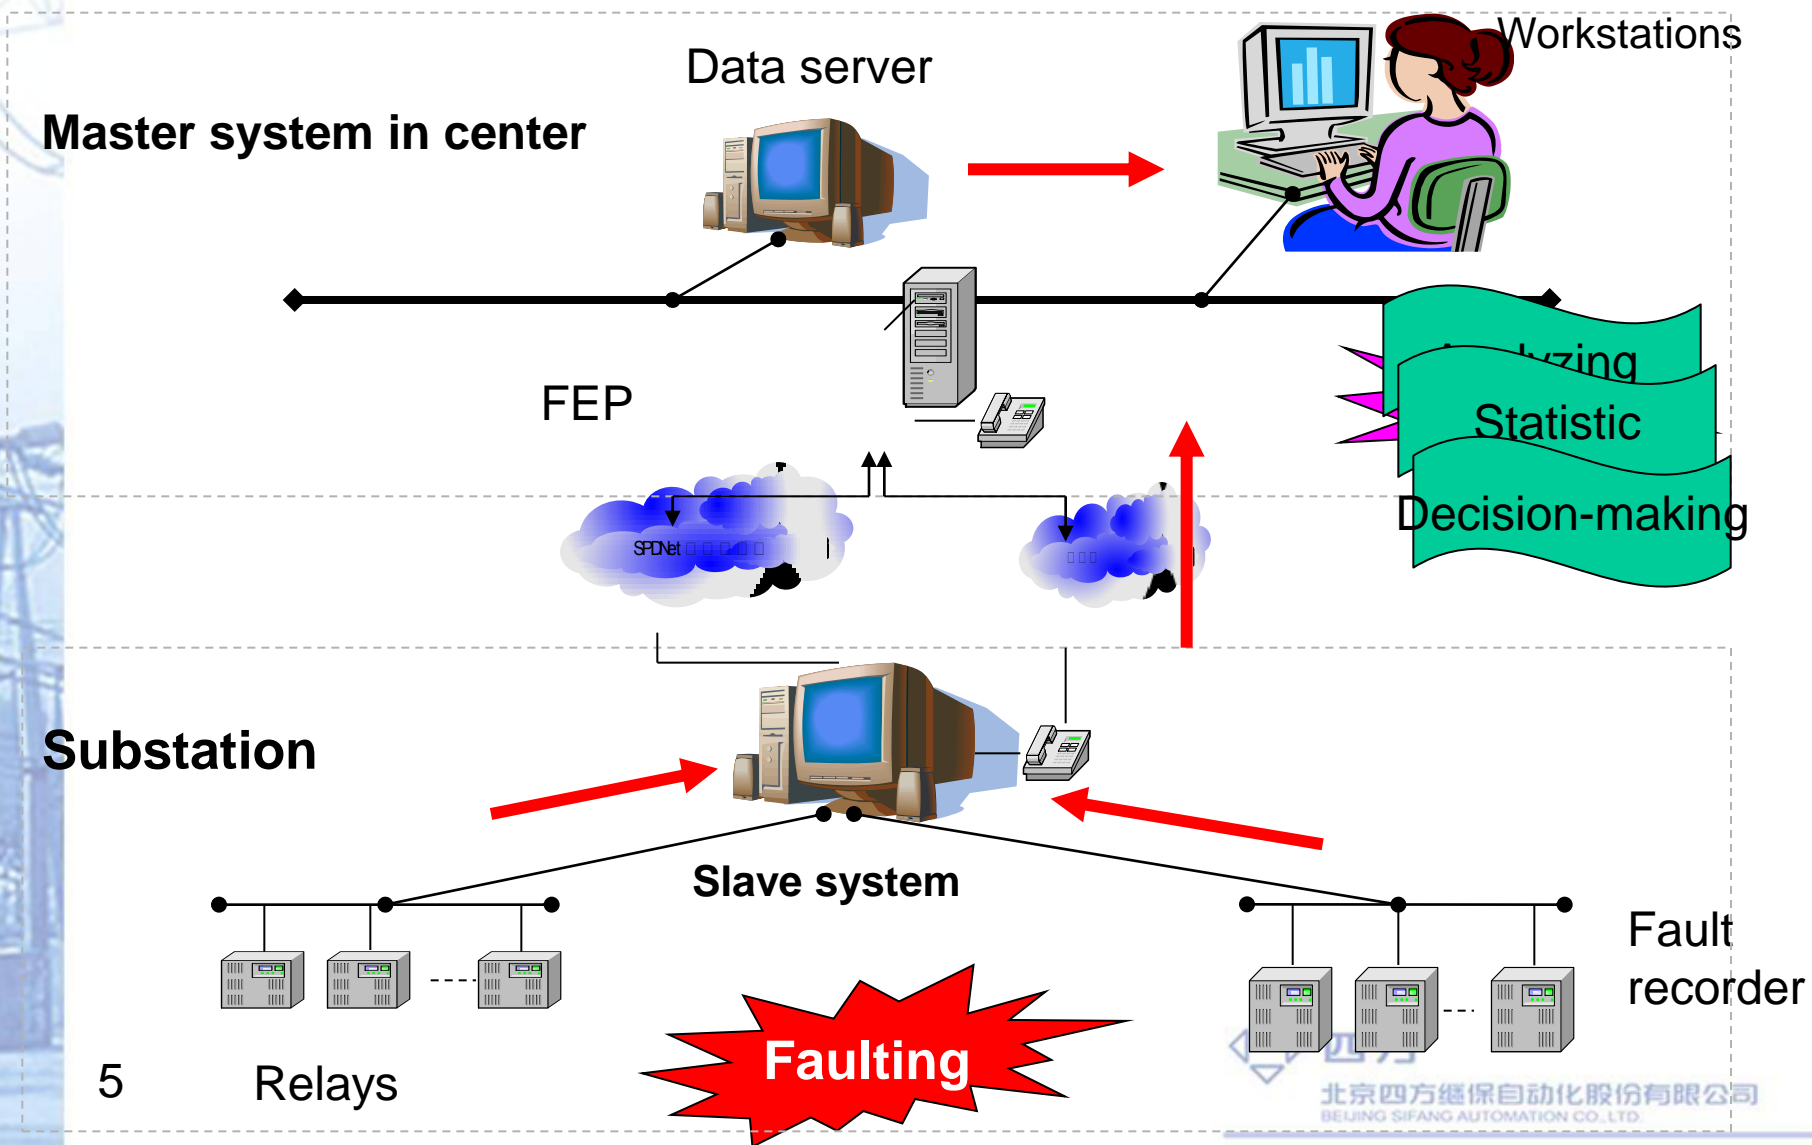 Workstations
Data server
Master system in center
FEP
Statistic
Decision-making
SPDNet
Substation
Slave system
Fault
recorder
Faulting
5
Relays
四方
北京四方继保自动化股份有限公司
BEIJING SIFANG AUTOMATION CO.,LTD.